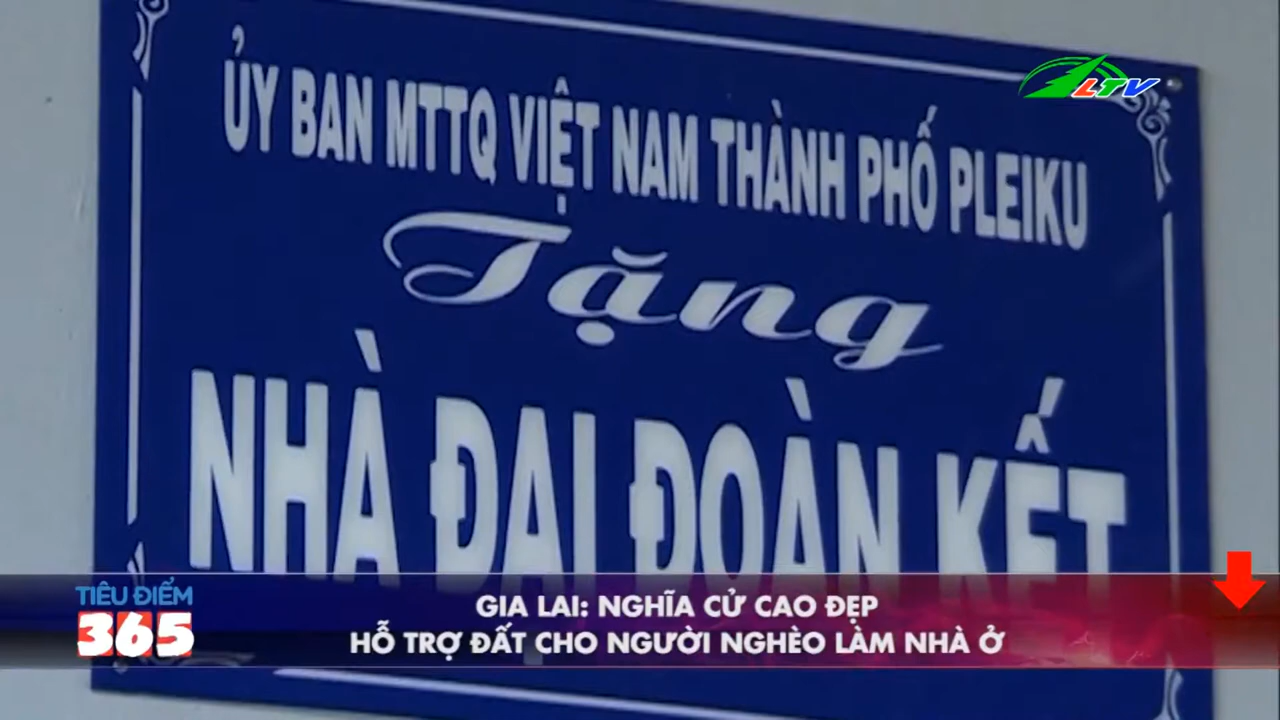 LTV
ỦY BAN MTTQ VIỆT NAM THÀNH PHỐ PLEIKU
Tặng
NHÀ ĐẠI ĐOÀN KẾT
TIÊU ĐIỂM
365
GIA LAI: NGHĨA CỬ CAO ĐẸP
HỖ TRỢ ĐẤT CHO NGƯỜI NGHÈO LÀM NHÀ Ở